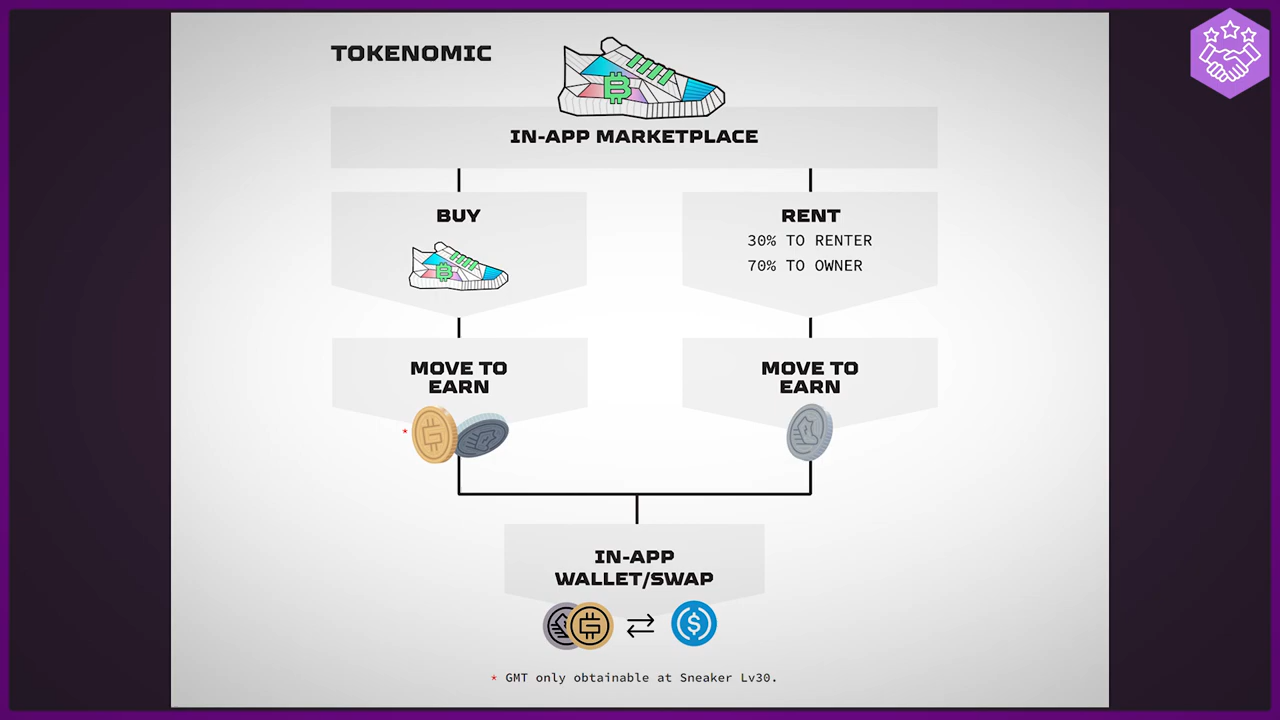 TOKENOMIC
IN-APP MARKETPLACE
BUY
RENT
30% TO RENTER
70% TO OWNER
MOVE TO
EARN
MOVE TO
EARN
*
IN-APP
WALLET/SWAP
* GMT only obtainable at Sneaker Lv30.